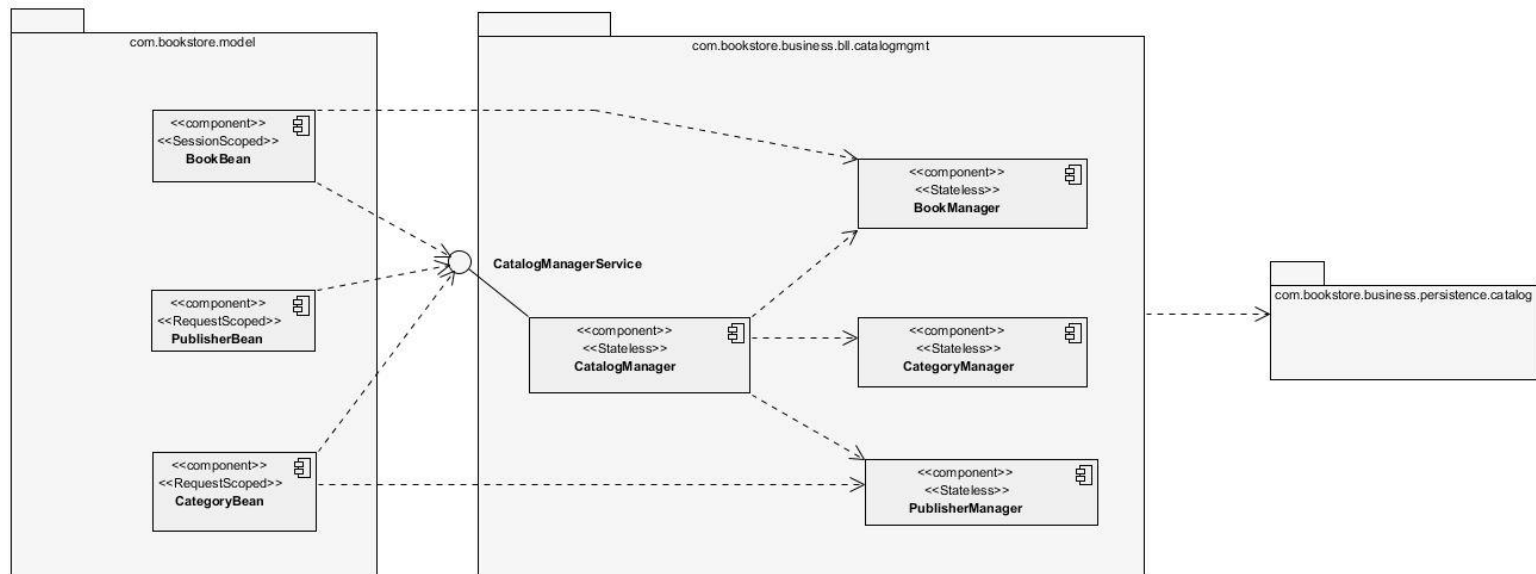 com.bookstore.model
<<component>>
<<SessionScoped>>
BookBean
<<component>>
<<RequestScoped>>
PublisherBean
<<component>>
<<RequestScoped>>
CategoryBean
com.bookstore.business.bll.catalogmgmt
CatalogManagerService
<<component>>
<<Stateless>>
CatalogManager
<<component>>
<<Stateless>>
BookManager
<<component>>
<<Stateless>>
CategoryManager
<<component>>
<<Stateless>>
PublisherManager
com.bookstore.business.persistence.catalog